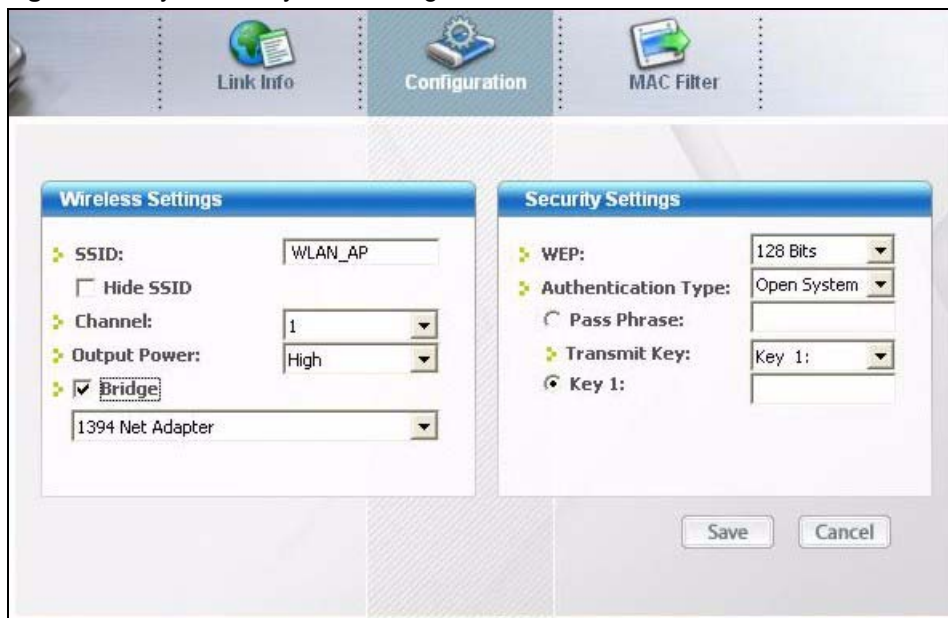 Link Info
Configuration
MAC Filter
Wireless Settings
SSID:
WLAN_AP
Hide SSID
Channel:
1
Output Power:
High
Bridge
1394 Net Adapter
Security Settings
WEP:
128 Bits
Authentication Type:
Open System
Pass Phrase:
Transmit Key:
Key 1:
Key 1:
Save
Cancel